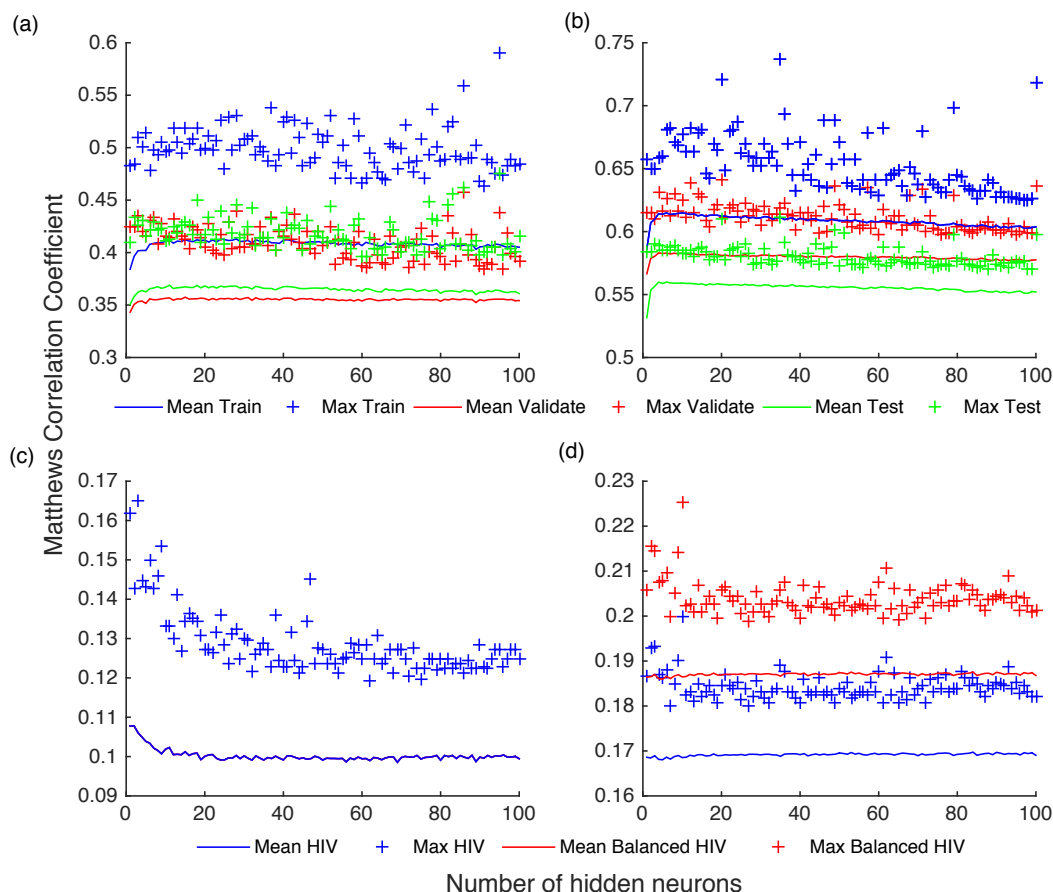 (a)
(b)
0.6
0.55
0.5
0.45
0.4
0.35
0.3
0 20 40 60 80 100
0.75
0.7
0.65
0.6
0.55
0.5
0 20 40 60 80 100
Mean Train Max Train Mean Validate Max Validate Mean Test Max Test
Matthews Correlation Coefficient
(c)
(d)
0.17
0.16
0.15
0.14
0.13
0.12
0.11
0.1
0.09
0 20 40 60 80 100
0.23
0.22
0.21
0.2
0.19
0.18
0.17
0.16
0 20 40 60 80 100
Mean HIV Max HIV Mean Balanced HIV Max Balanced HIV
Number of hidden neurons